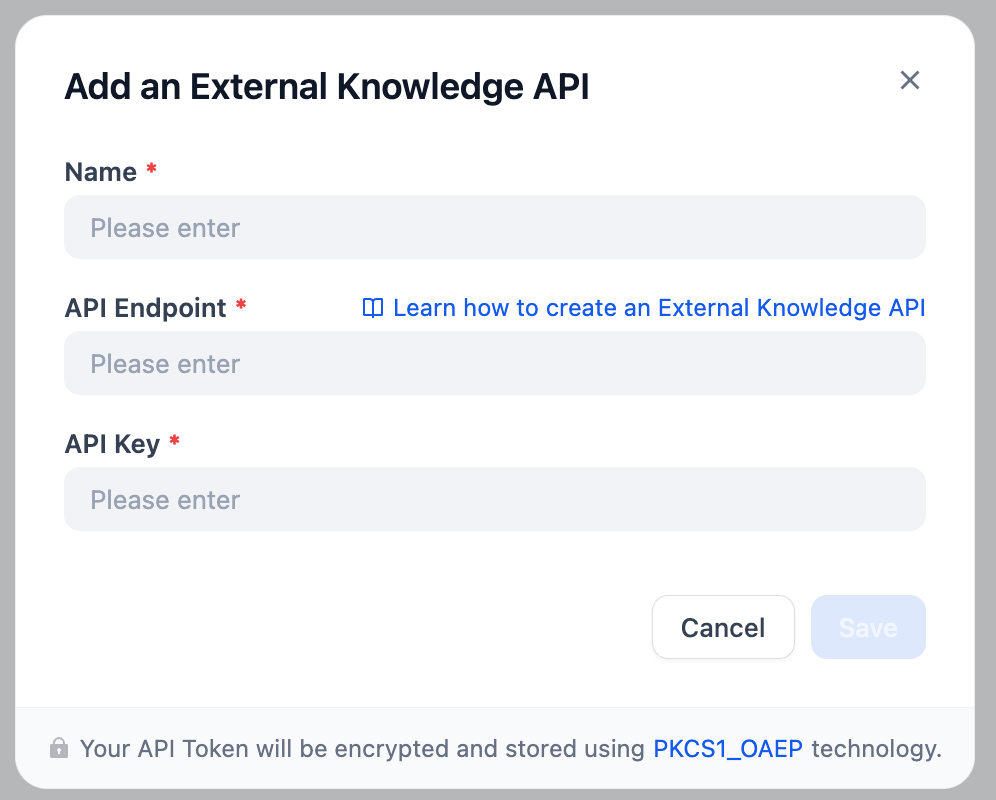 Add an External Knowledge API
Name *
Please enter
API Endpoint *
Learn how to create an External Knowledge API
Please enter
API Key *
Please enter
Cancel
Save
Your API Token will be encrypted and stored using PKCS1_OAEP technology.